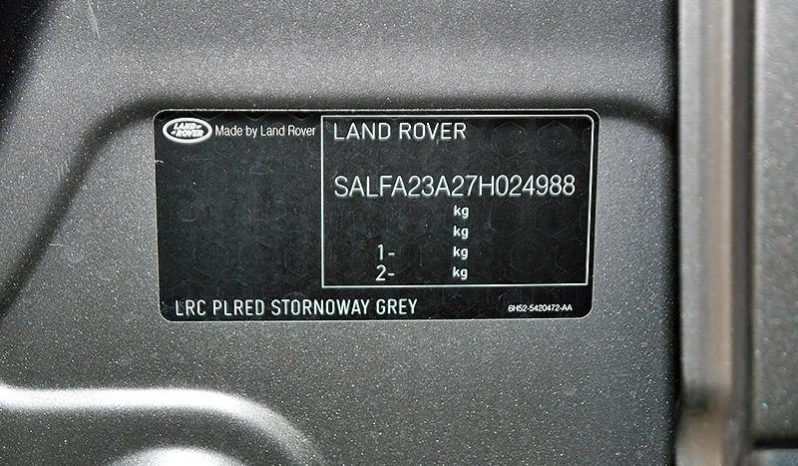 LAND-
ROVER
Made by Land Rover
LAND ROVER
SALFA23A27H024988
kg
kg
1- kg
2- kg
LRC PLRED STORNOWAY GREY
6H52-5420472-AA